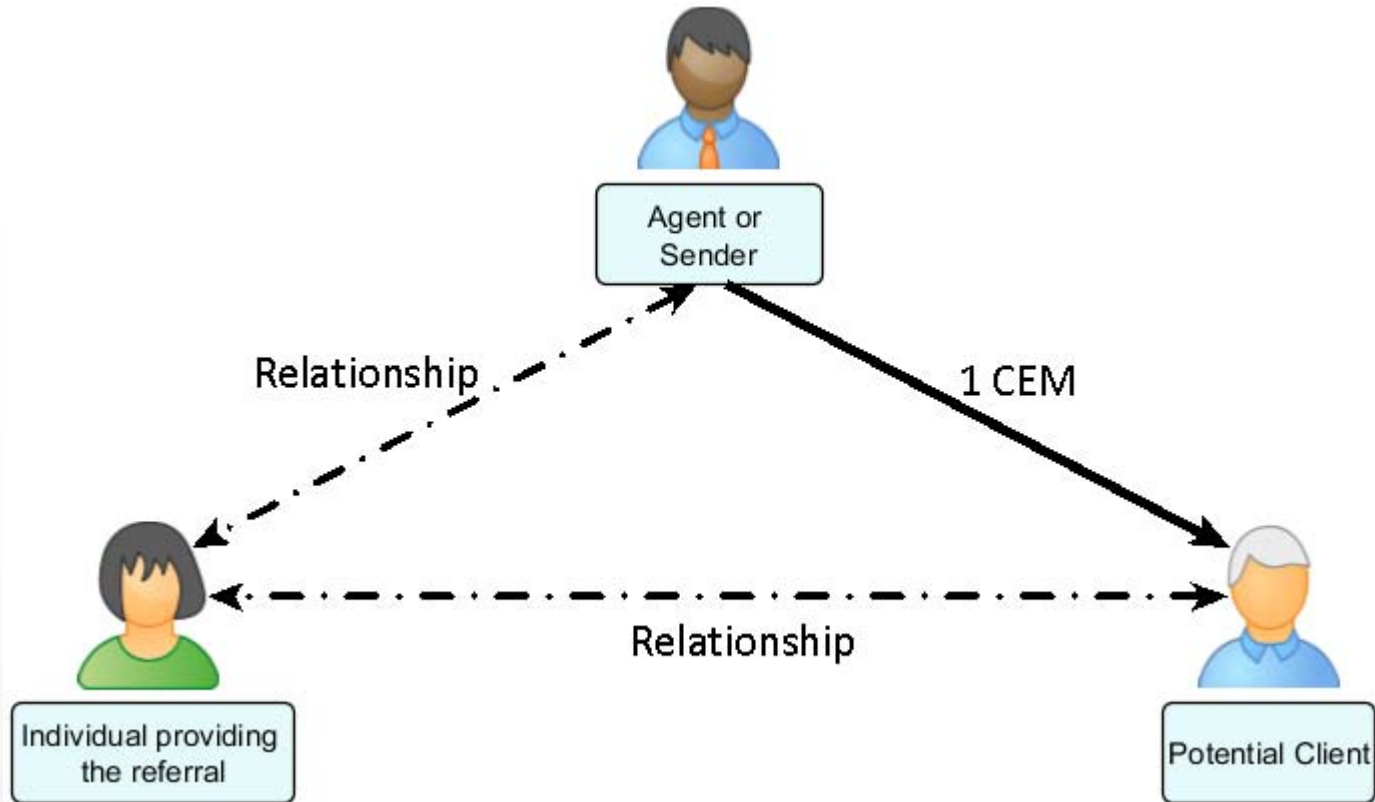 Agent or
Sender
Relationship
1 CEM
Relationship
Individual providing
the referral
Potential Client